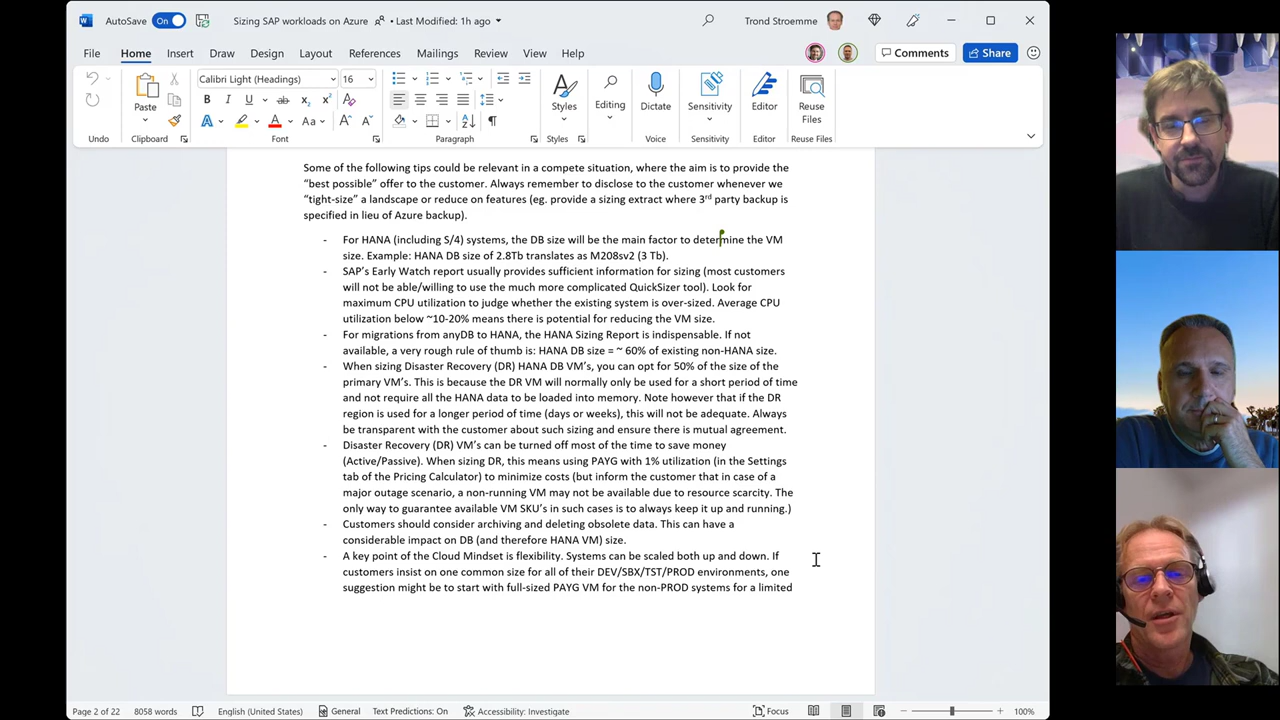 AutoSave On Sizing SAP workloads on Azure • Last Modified: 1h ago Trond Stroemme
File Home Insert Draw Design Layout References Mailings Review View Help Comments Share
Calibri Light (Headings) 16
Paste Styles Editing Dictate Sensitivity Editor Reuse Files
Undo Clipboard Font Paragraph Styles Voice Sensitivity Editor Reuse Files
Some of the following tips could be relevant in a compete situation, where the aim is to provide the
“best possible” offer to the customer. Always remember to disclose to the customer whenever we
“tight-size” a landscape or reduce on features (eg. provide a sizing extract where 3rd party backup is
specified in lieu of Azure backup).
- For HANA (including S/4) systems, the DB size will be the main factor to determine the VM
size. Example: HANA DB size of 2.8Tb translates as M208sv2 (3 Tb).
- SAP’s Early Watch report usually provides sufficient information for sizing (most customers
will not be able/willing to use the much more complicated QuickSizer tool). Look for
maximum CPU utilization to judge whether the existing system is over-sized. Average CPU
utilization below ~10-20% means there is potential for reducing the VM size.
- For migrations from anyDB to HANA, the HANA Sizing Report is indispensable. If not
available, a very rough rule of thumb is: HANA DB size = ~ 60% of existing non-HANA size.
- When sizing Disaster Recovery (DR) HANA DB VM’s, you can opt for 50% of the size of the
primary VM’s. This is because the DR VM will normally only be used for a short period of time
and not require all the HANA data to be loaded into memory. Note however that if the DR
region is used for a longer period of time (days or weeks), this will not be adequate. Always
be transparent with the customer about such sizing and ensure there is mutual agreement.
- Disaster Recovery (DR) VM’s can be turned off most of the time to save money
(Active/Passive). When sizing DR, this means using PAYG with 1% utilization (in the Settings
tab of the Pricing Calculator) to minimize costs (but inform the customer that in case of a
major outage scenario, a non-running VM may not be available due to resource scarcity. The
only way to guarantee available VM SKU’s in such cases is to always keep it up and running.)
- Customers should consider archiving and deleting obsolete data. This can have a
considerable impact on DB (and therefore HANA VM) size.
- A key point of the Cloud Mindset is flexibility. Systems can be scaled both up and down. If
customers insist on one common size for all of their DEV/SBX/TST/PROD environments, one
suggestion might be to start with full-sized PAYG VM for the non-PROD systems for a limited
Page 2 of 22 8058 words English (United States) General Text Predictions: On Accessibility: Investigate Focus 100%